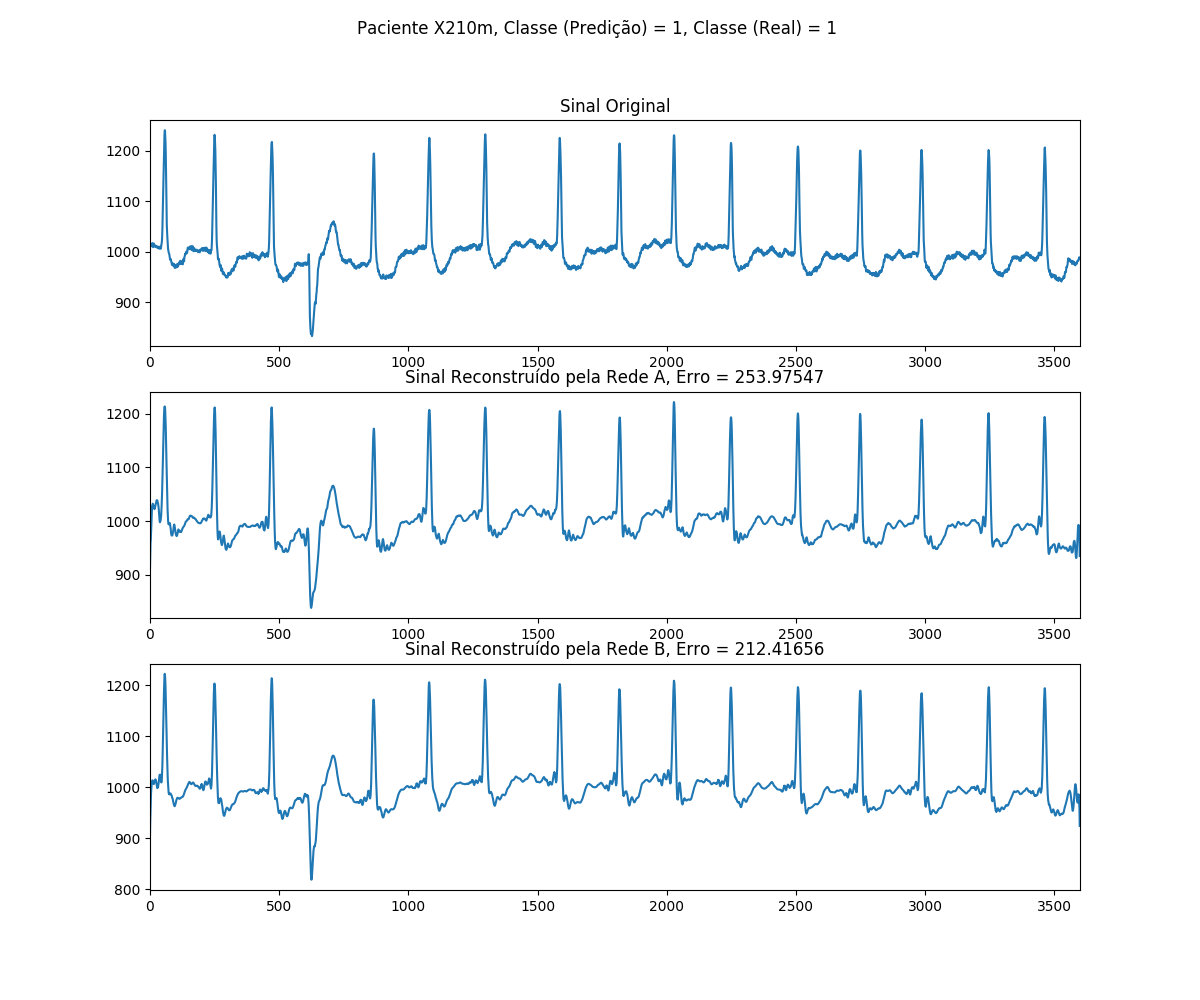 Paciente X210m, Classe (Predição) = 1, Classe (Real) = 1
Sinal Original
1200
1100
1000
900
0 500 1000 1500 2000 2500 3000 3500
Sinal Reconstruído pela Rede A, Erro = 253.97547
1200
1100
1000
900
0 500 1000 1500 2000 2500 3000 3500
Sinal Reconstruído pela Rede B, Erro = 212.41656
1200
1100
1000
900
800
0 500 1000 1500 2000 2500 3000 3500